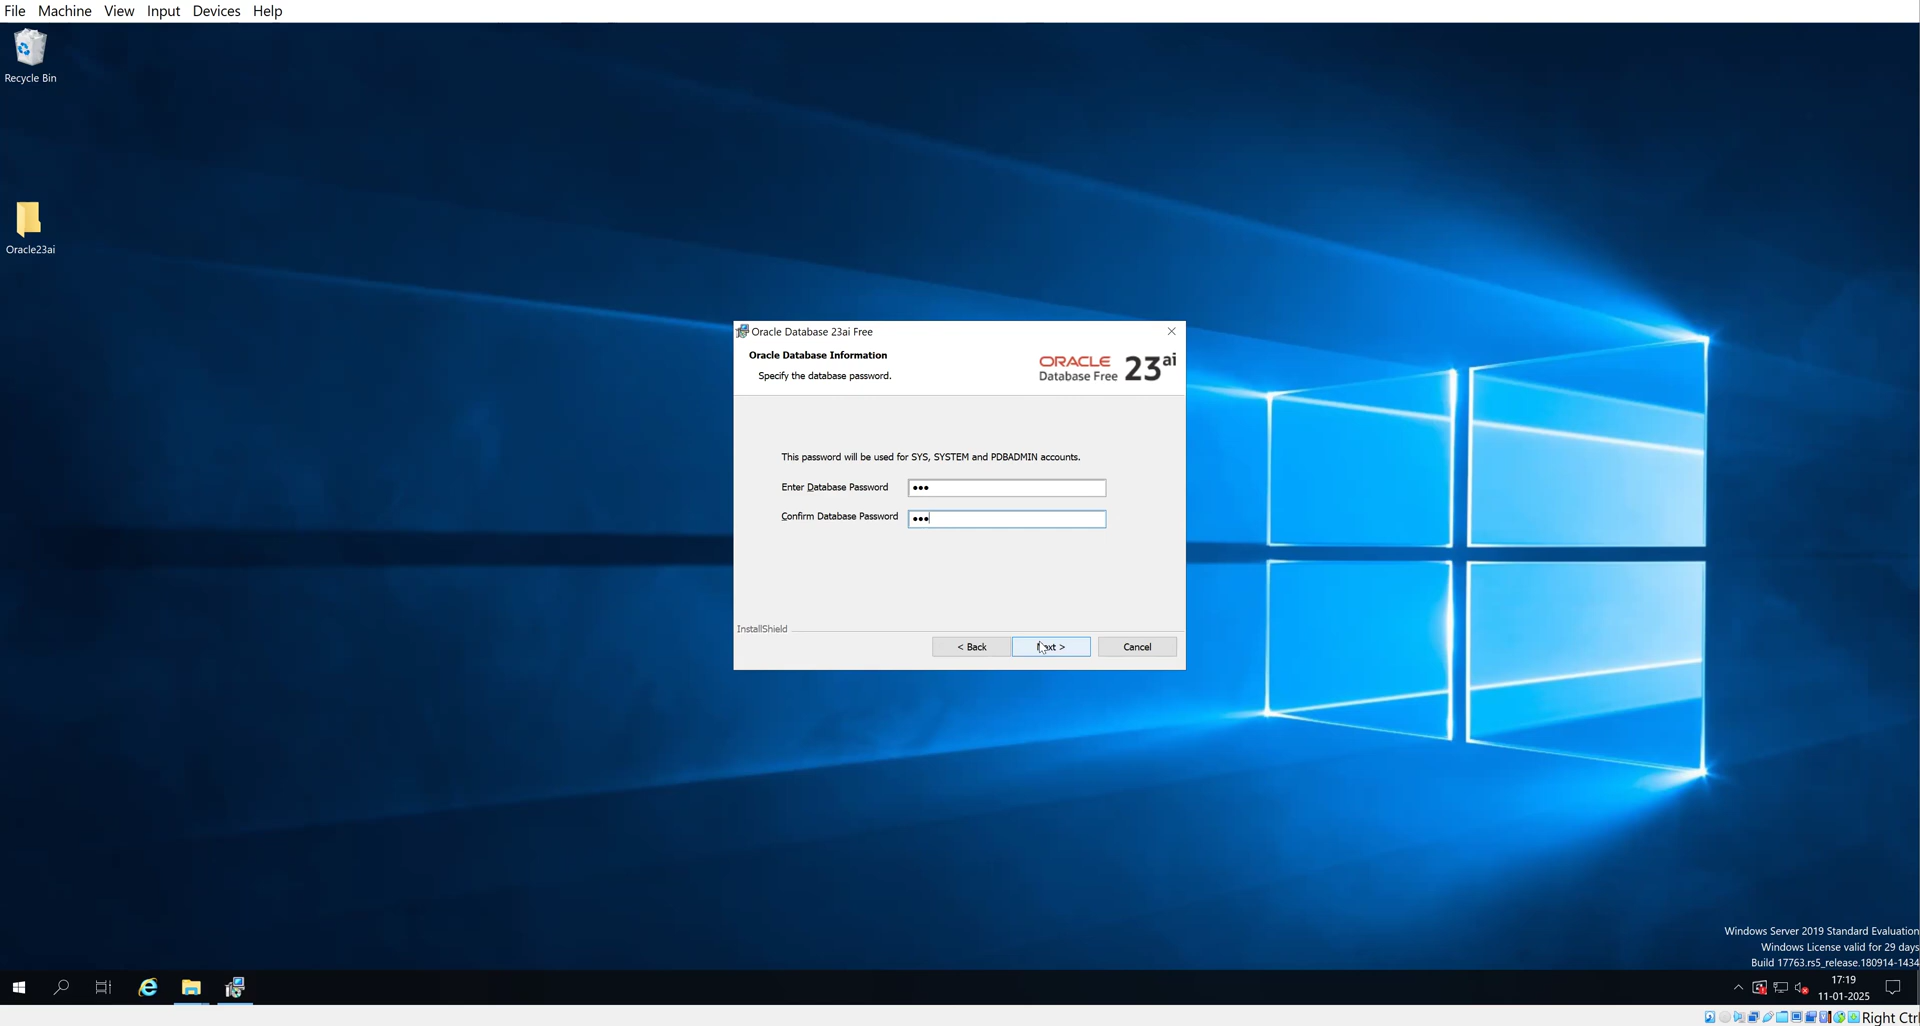 File Machine View Input Devices Help
Recycle Bin
Oracle23ai
Oracle Database 23ai Free
Oracle Database Information
Specify the database password.
ORACLE
Database Free 23ai
This password will be used for SYS, SYSTEM and PDBADMIN accounts.
Enter Database Password
Confirm Database Password
InstallShield
< Back
Next >
Cancel
Windows Server 2019 Standard Evaluation
Windows License valid for 29 days
Build 17763.rs5_release.180914-1434
17:19
11-01-2025
Right Ctrl